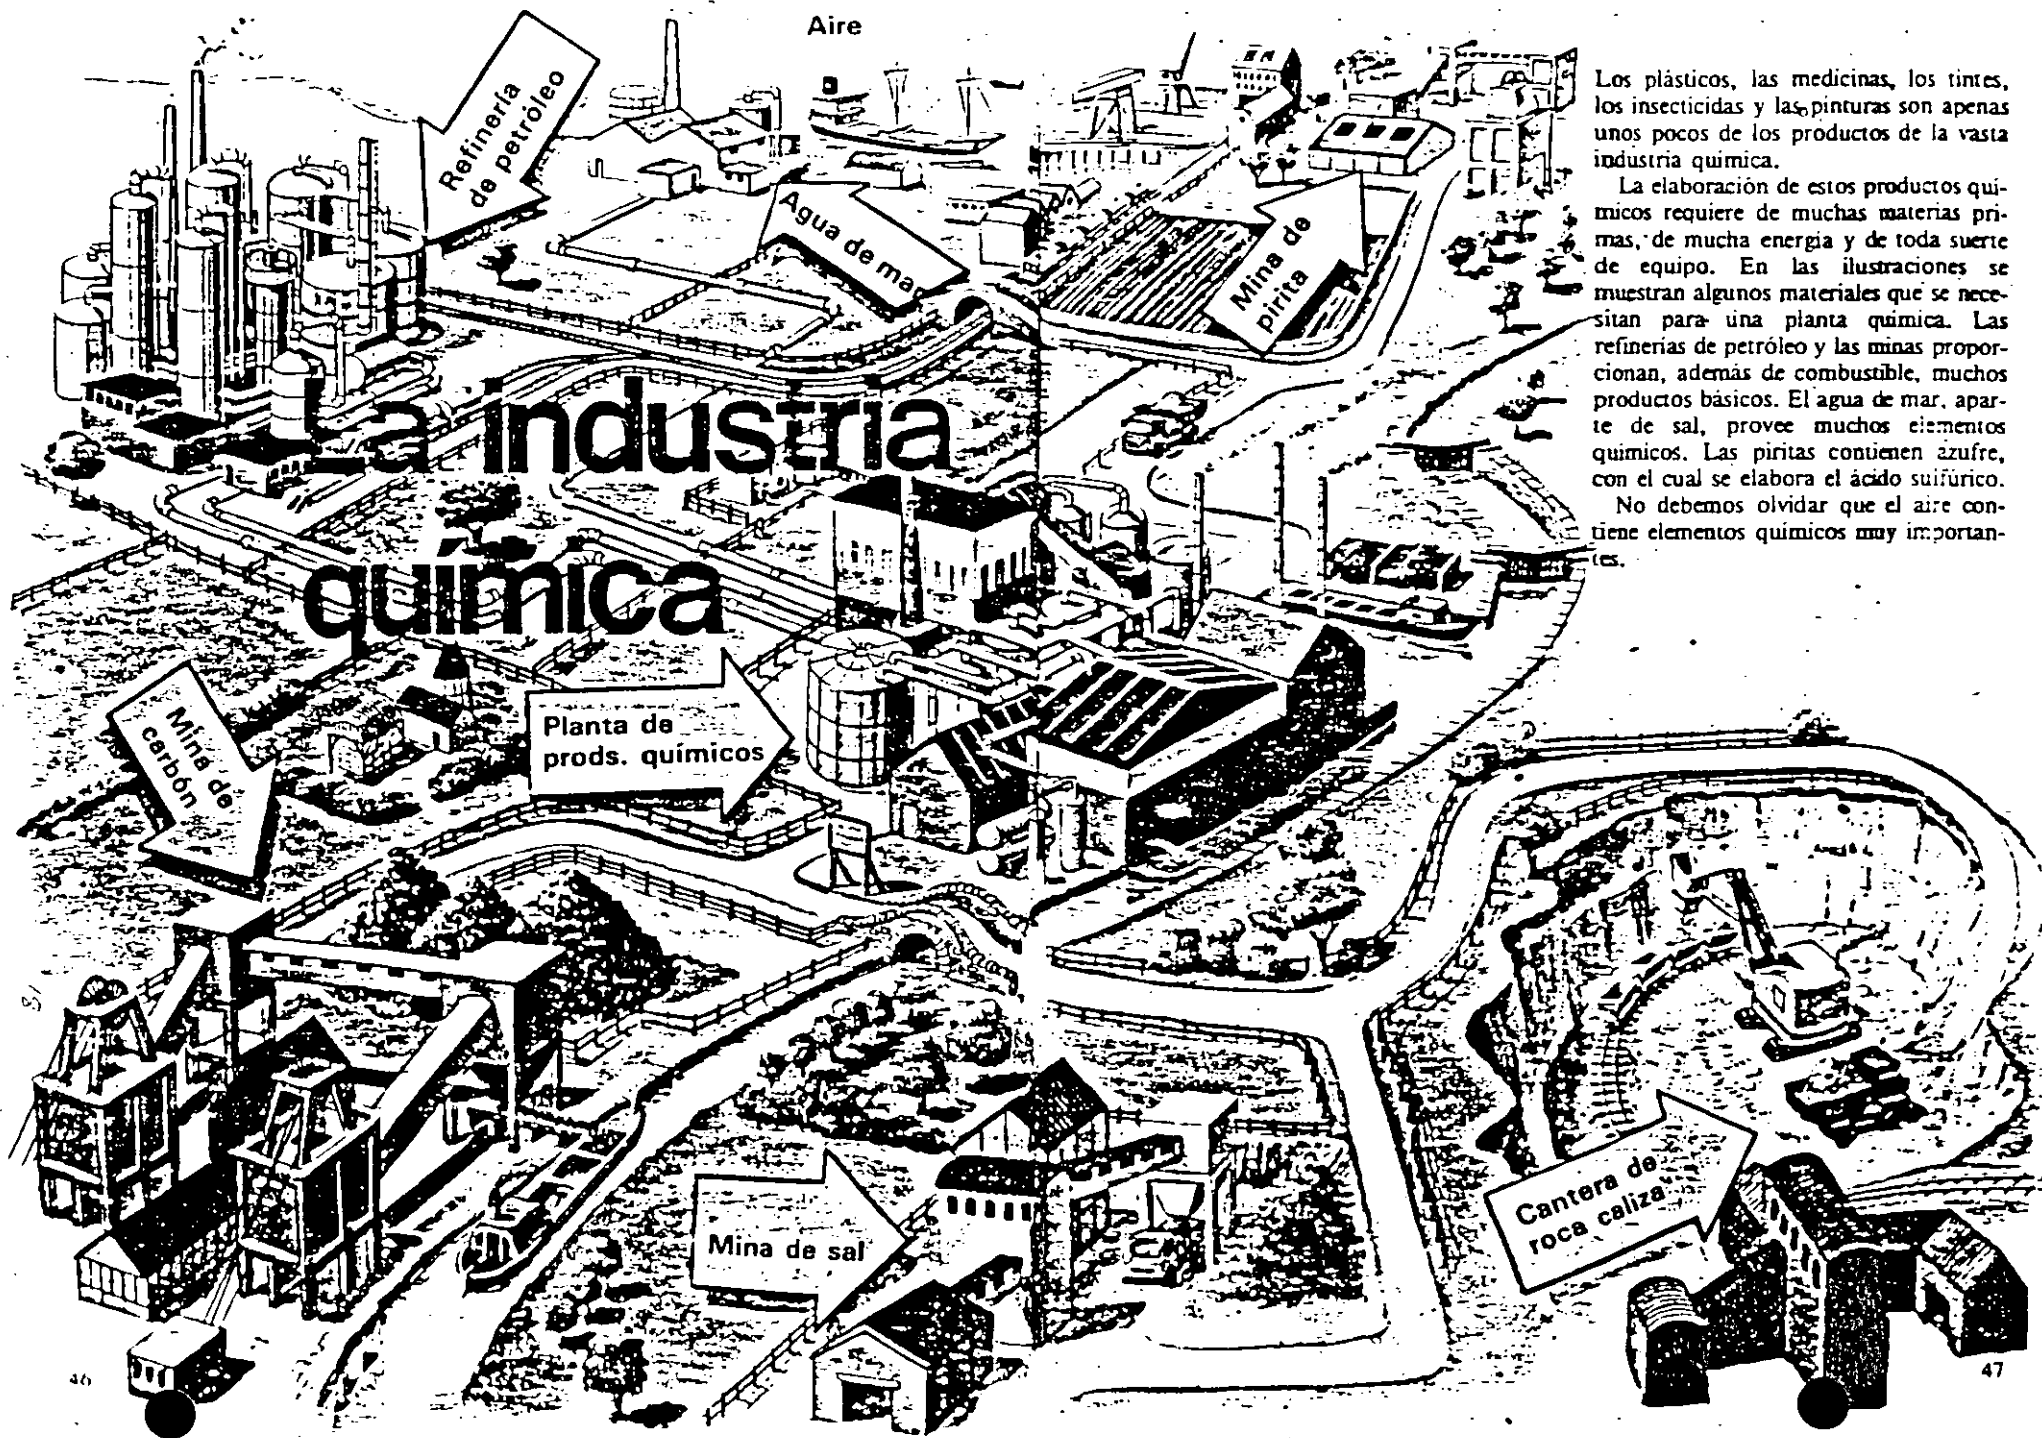 Aire
Refinería
de petróleo
Agua de mar
Mina de
pirita
La industria
química
Mina de
carbón
Planta de
prods. químicos
Mina de sal
Cantera de
roca caliza
Los plásticos, las medicinas, los tintes,
los insecticidas y las pinturas son apenas
unos pocos de los productos de la vasta
industria química.
La elaboración de estos productos quí-
micos requiere de muchas materias pri-
mas, de mucha energía y de toda suerte
de equipo. En las ilustraciones se
muestran algunos materiales que se nece-
sitan para una planta química. Las
refinerías de petróleo y las minas propor-
cionan, además de combustible, muchos
productos básicos. El agua de mar, apar-
te de sal, provee muchos elementos
químicos. Las piritas contienen azufre,
con el cual se elabora el ácido sulfúrico.
No debemos olvidar que el aire con-
tiene elementos químicos muy importan-
tes.
46
47